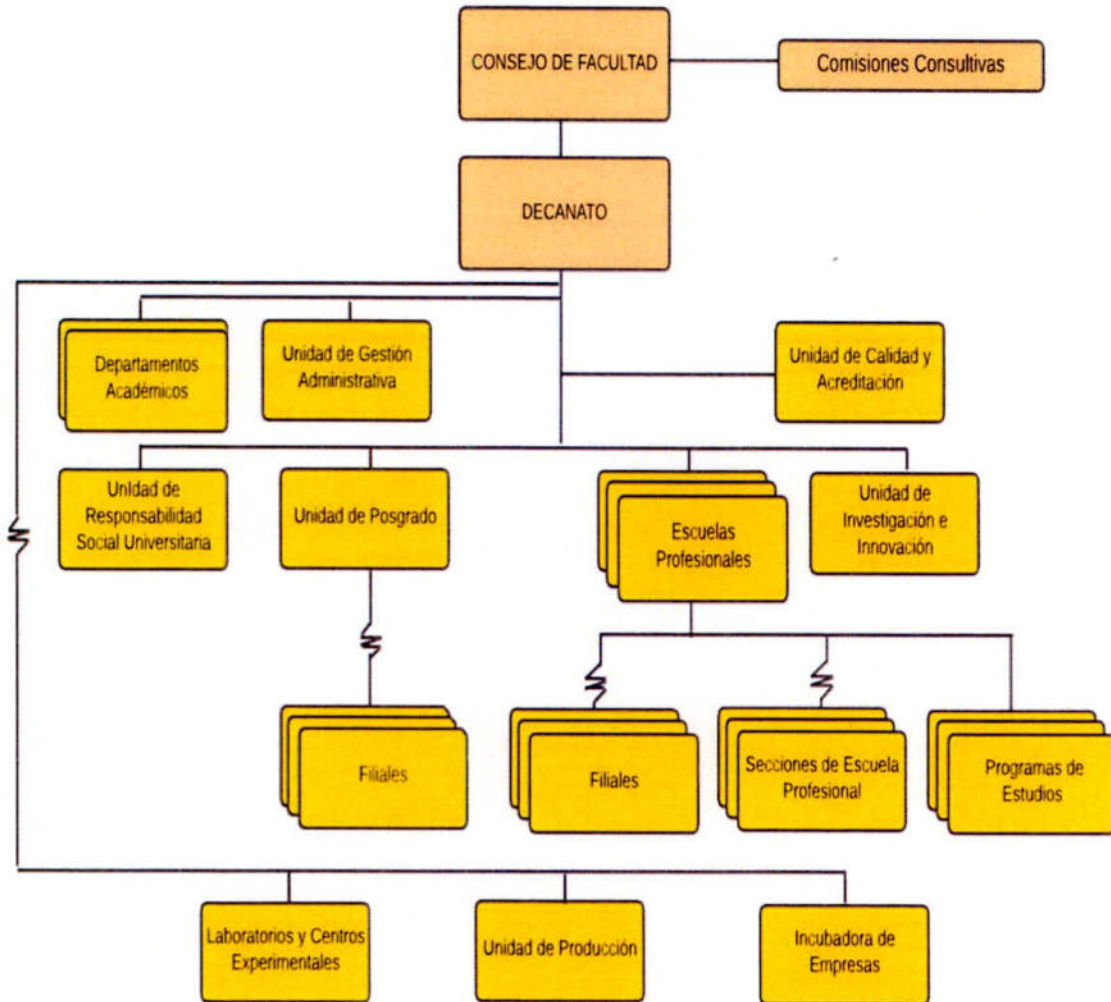 CONSEJO DE FACULTAD
Comisiones Consultivas
DECANATO
Departamentos
Académicos
Unidad de Gestión
Administrativa
Unidad de Calidad y
Acreditación
Unidad de
Responsabilidad
Social Universitaria
Unidad de Posgrado
Escuelas
Profesionales
Unidad de
Investigación e
Innovación
Filiales
Filiales
Secciones de Escuela
Profesional
Programas de
Estudios
Laboratorios y Centros
Experimentales
Unidad de Producción
Incubadora de
Empresas